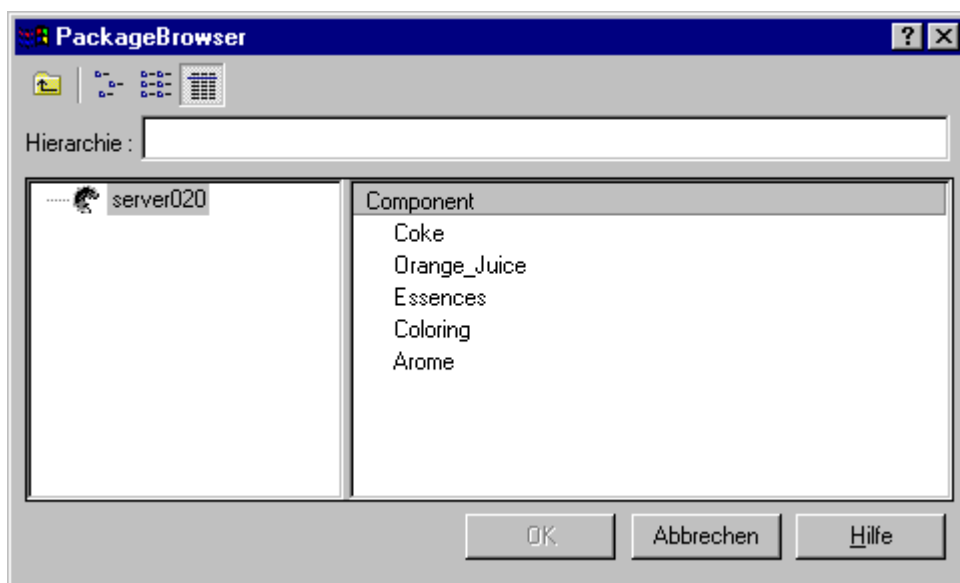 PackageBrowser
Hierarchie :
server020
Component
Coke
Orange_Juice
Essences
Coloring
Arome
OK
Abbrechen
Hilfe